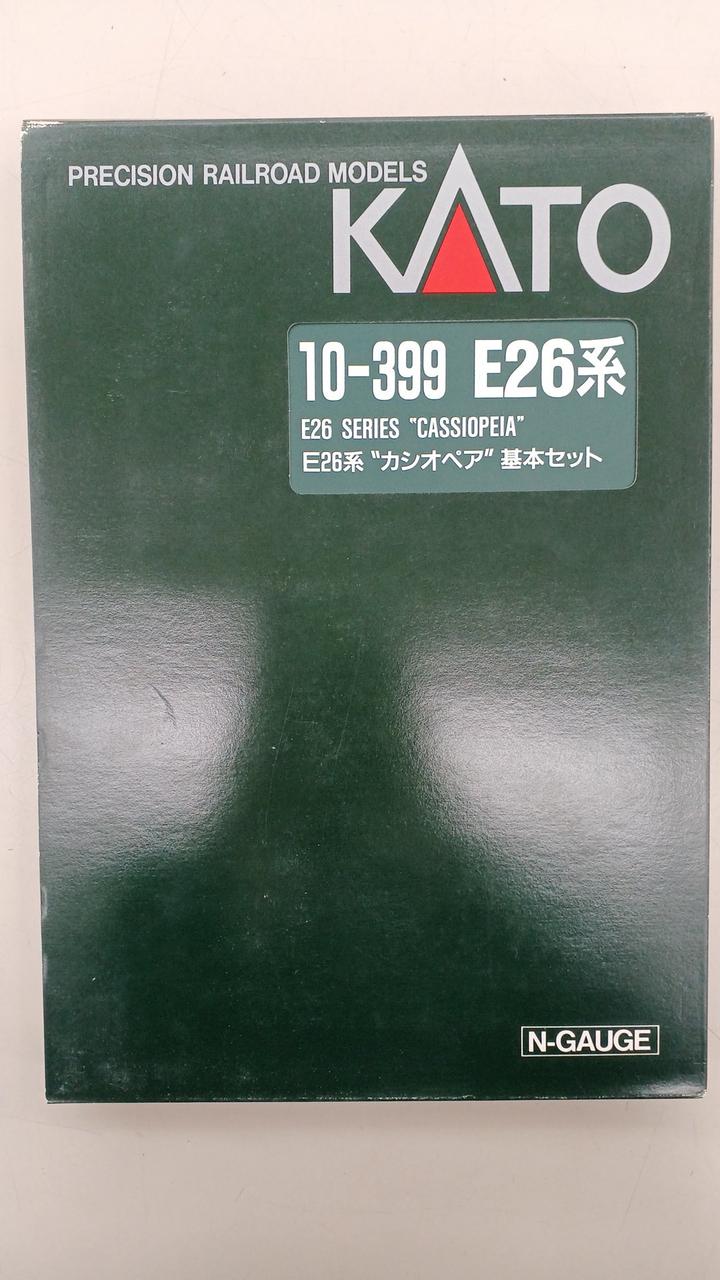 PRECISION RAILROAD MODELS
KATO
10-399 E26系
E26 SERIES "CASSIOPEIA"
E26系 "カシオペア" 基本セット
N-GAUGE